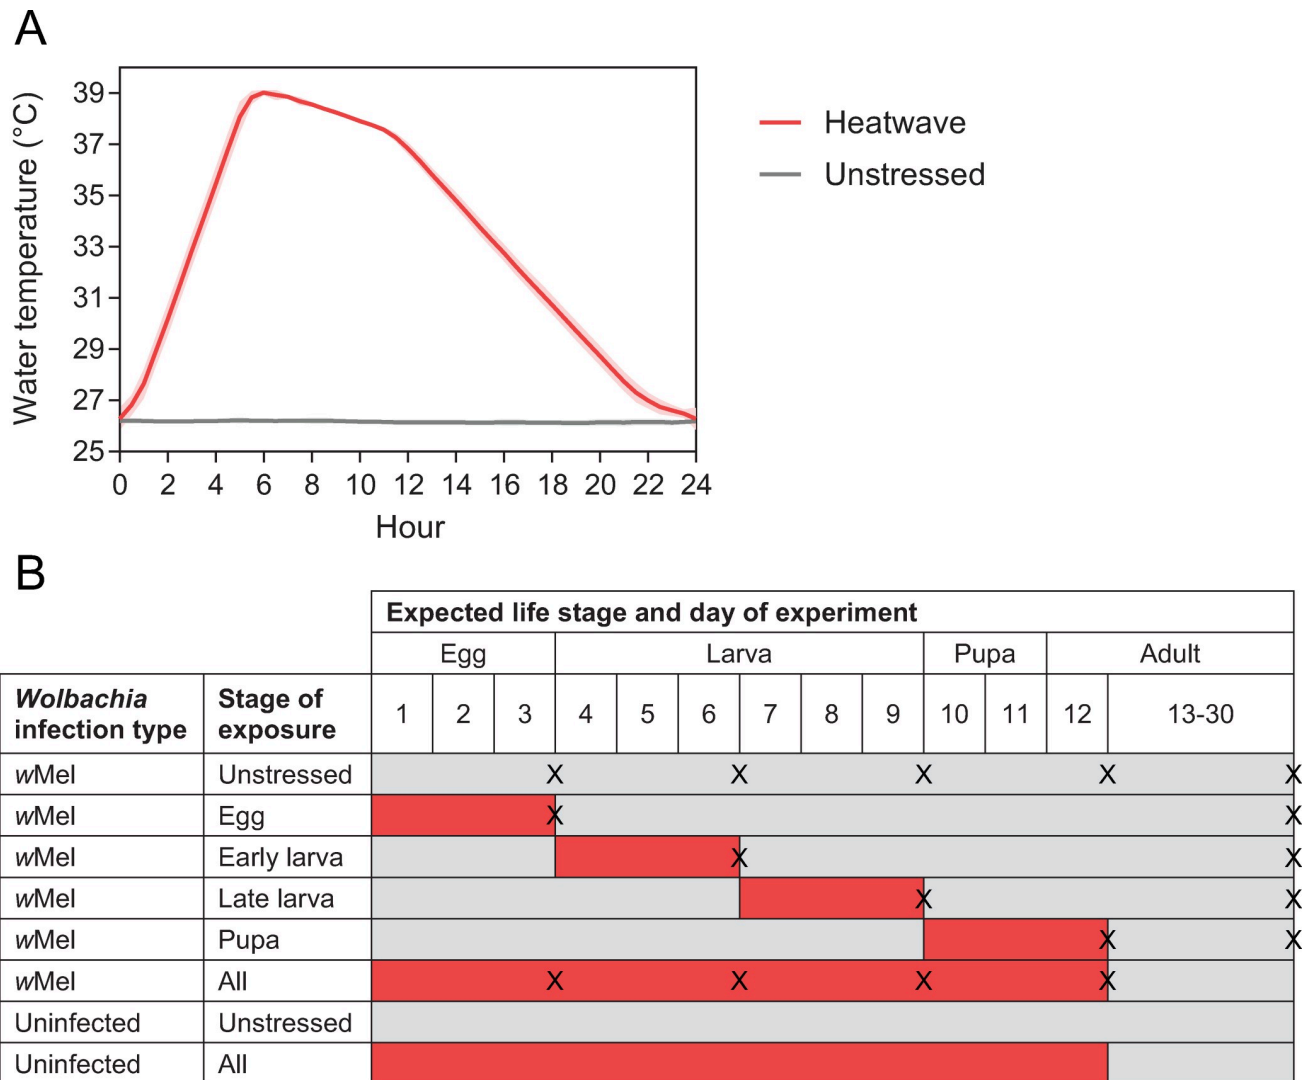 A
Water temperature (°C)
39
37
35
33
31
29
27
25
0 2 4 6 8 10 12 14 16 18 20 22 24
Hour
Heatwave
Unstressed
B
Expected life stage and day of experiment
Egg Larva Pupa Adult
Wolbachia infection type Stage of exposure 1 2 3 4 5 6 7 8 9 10 11 12 13-30
wMel Unstressed X X X X X
wMel Egg X X
wMel Early larva X X
wMel Late larva X X
wMel Pupa X X
wMel All X X X X
Uninfected Unstressed
Uninfected All